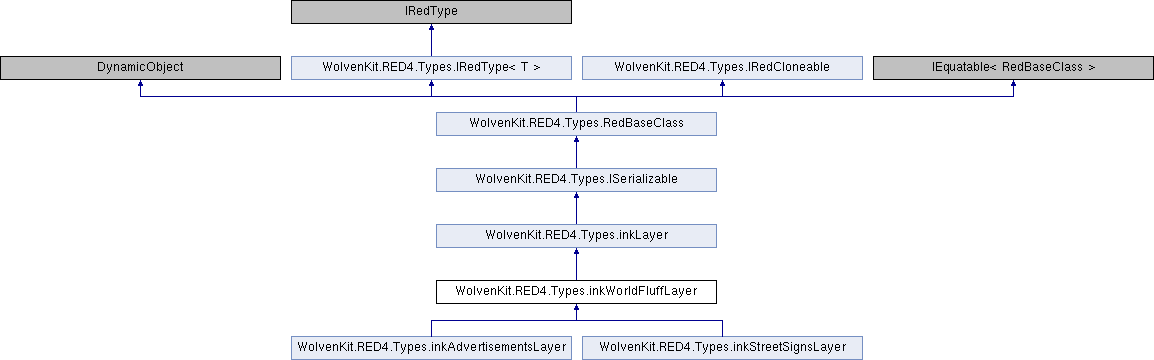 IRedType
DynamicObject
WolvenKit.RED4.Types.IRedType< T >
WolvenKit.RED4.Types.IRedCloneable
IEquatable< RedBaseClass >
WolvenKit.RED4.Types.RedBaseClass
WolvenKit.RED4.Types.ISerializable
WolvenKit.RED4.Types.inkLayer
WolvenKit.RED4.Types.inkWorldFluffLayer
WolvenKit.RED4.Types.inkAdvertisementsLayer
WolvenKit.RED4.Types.inkStreetSignsLayer